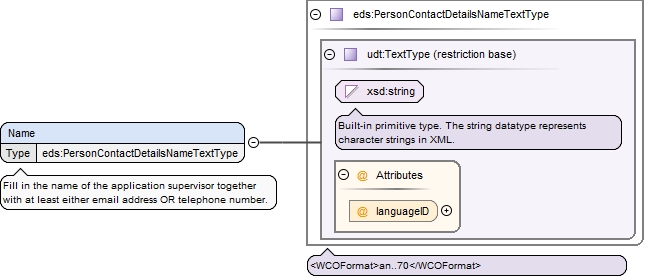 eds:PersonContactDetailsNameTextType
udt:TextType (restriction base)
xsd:string
Built-in primitive type. The string datatype represents
character strings in XML.
Name
Type eds:PersonContactDetailsNameTextType
Fill in the name of the application supervisor together
with at least either email address OR telephone number.
@ Attributes
@ languageID
<WCOFormat>an..70</WCOFormat>